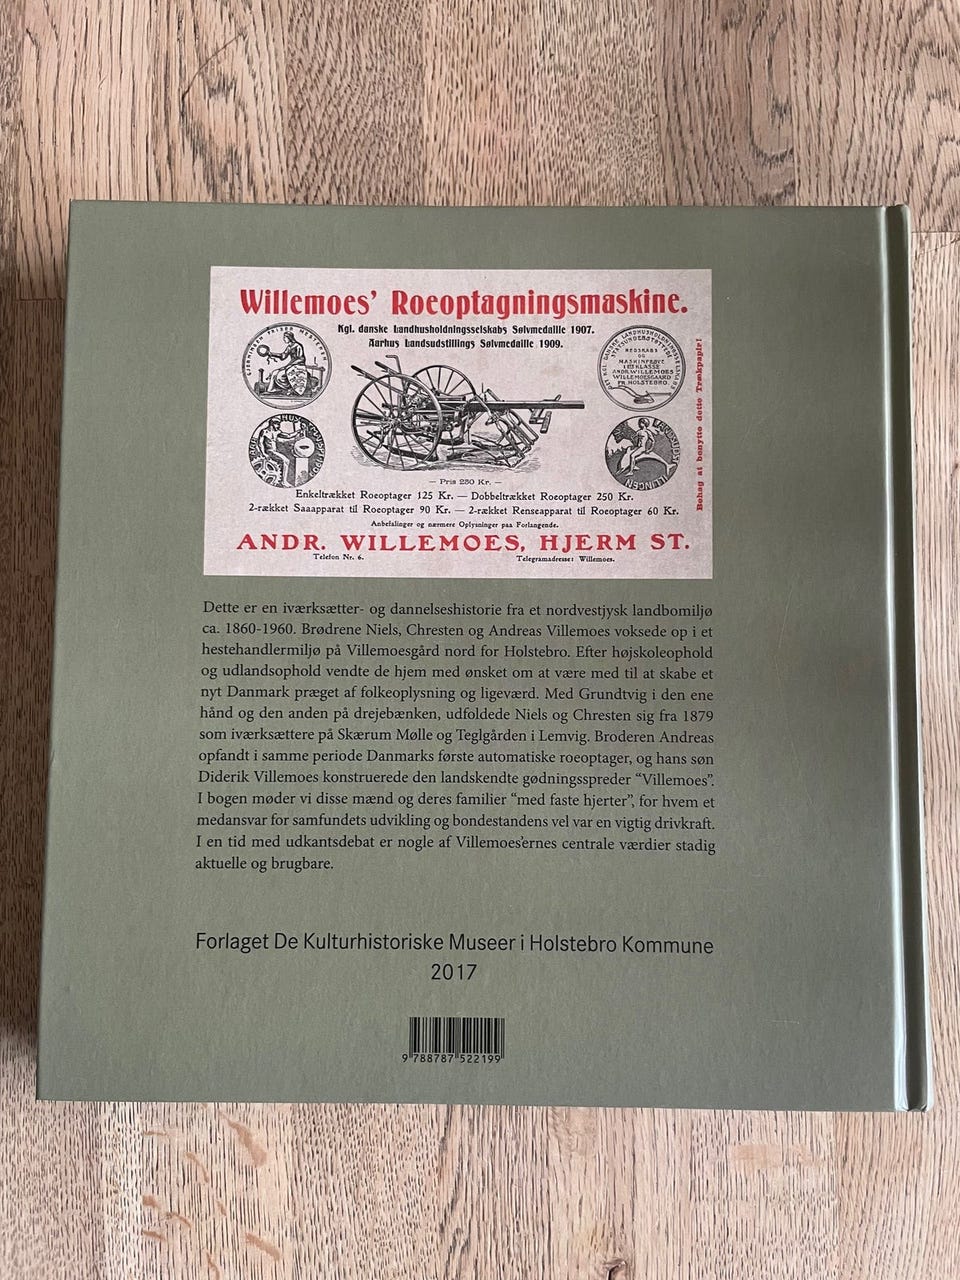 Willemoes' Roeoptagningsmaskine.
Kgl. danske Landhusholdningsselskabs Sølvmedaille 1907.
Aarhus Landsudstillings Sølvmedaille 1909.
REDSKABS
OG
MASKINPRØVE
ANDR. WILLEMOES
WILLEMOESGAARD
PR. HOLSTEBRO.
Behag at benytte dette Trækpapir!
— Pris 250 Kr. —
Enkeltrækket Roeoptager 125 Kr. — Dobbeltrækket Roeoptager 250 Kr.
2-rækket Saaapparat til Roeoptager 90 Kr. — 2-rækket Renseapparat til Roeoptager 60 Kr.
Anbefalinger og nærmere Oplysninger paa Forlangende.
ANDR. WILLEMOES, HJERM ST.
Telefon Nr. 6. Telegramadresse: Willemoes.
Dette er en iværksætter- og dannelseshistorie fra et nordvestjysk landbomiljø
ca. 1860-1960. Brødrene Niels, Chresten og Andreas Villemoes voksede op i et
hestehandlermiljø på Villemoesgård nord for Holstebro. Efter højskoleophold
og udlandsophold vendte de hjem med ønsket om at være med til at skabe et
nyt Danmark præget af folkeoplysning og ligeværd. Med Grundtvig i den ene
hånd og den anden på drejebænken, udfoldede Niels og Chresten sig fra 1879
som iværksættere på Skærum Mølle og Teglgården i Lemvig. Broderen Andreas
opfandt i samme periode Danmarks første automatiske roeoptager, og hans søn
Diderik Villemoes konstruerede den landskendte gødningsspreder “Villemoes”.
I bogen møder vi disse mænd og deres familier “med faste hjerter”, for hvem et
medansvar for samfundets udvikling og bondestandens vel var en vigtig drivkraft.
I en tid med udkantsdebat er nogle af Villemoes’ernes centrale værdier stadig
aktuelle og brugbare.
Forlaget De Kulturhistoriske Museer i Holstebro Kommune
2017
9 788787 522199